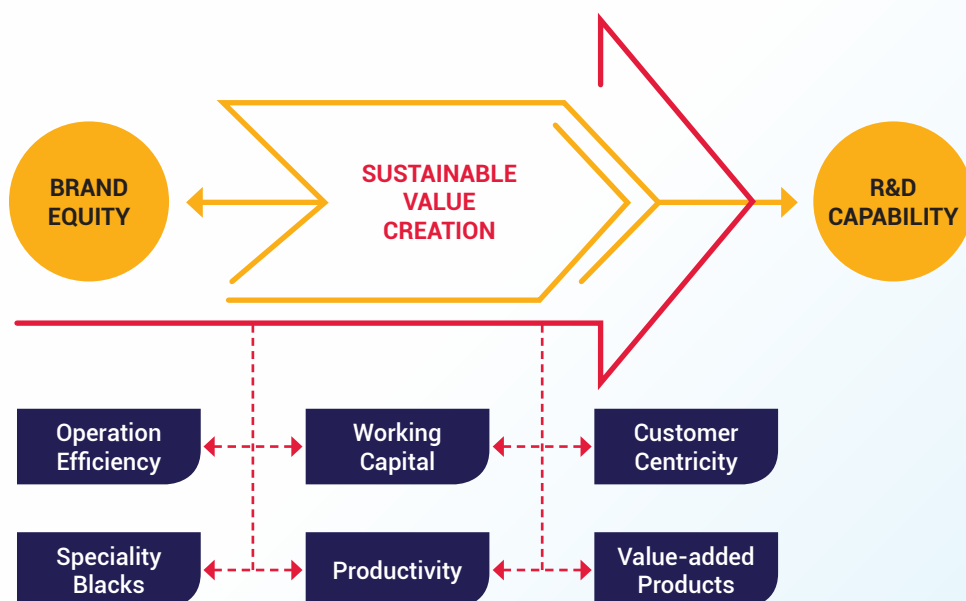 BRAND
EQUITY
SUSTAINABLE
VALUE
CREATION
R&D
CAPABILITY
Operation
Efficiency
Working
Capital
Customer
Centricity
Speciality
Blacks
Productivity
Value-added
Products